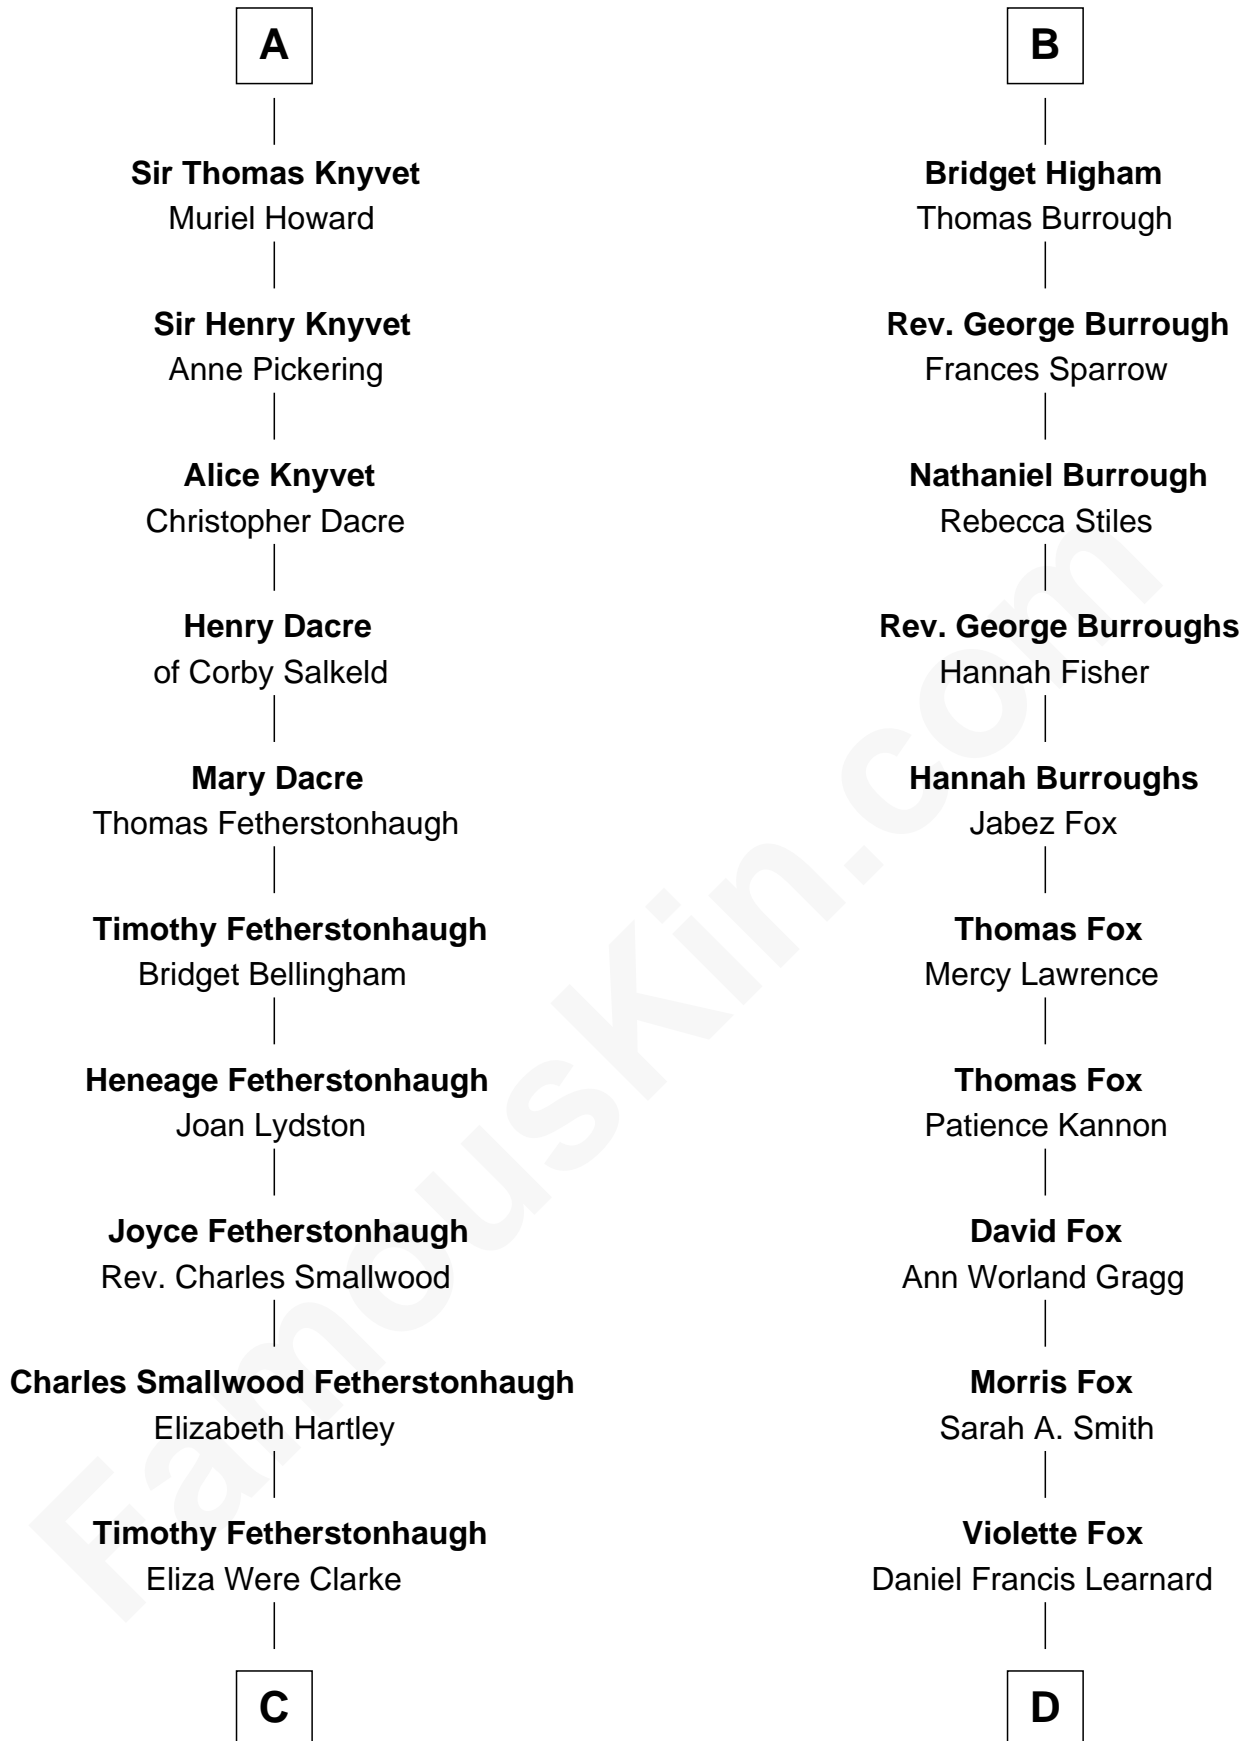 A
Sir Thomas Knyvet
Muriel Howard
Sir Henry Knyvet
Anne Pickering
Alice Knyvet
Christopher Dacre
Henry Dacre
of Corby Salkeld
Mary Dacre
Thomas Fetherstonhaugh
Timothy Fetherstonhaugh
Bridget Bellingham
Heneage Fetherstonhaugh
Joan Lydston
Joyce Fetherstonhaugh
Rev. Charles Smallwood
Charles Smallwood Fetherstonhaugh
Elizabeth Hartley
Timothy Fetherstonhaugh
Eliza Were Clarke
C
B
Bridget Higham
Thomas Burrough
Rev. George Burrough
Frances Sparrow
Nathaniel Burrough
Rebecca Stiles
Rev. George Burroughs
Hannah Fisher
Hannah Burroughs
Jabez Fox
Thomas Fox
Mercy Lawrence
Thomas Fox
Patience Kannon
David Fox
Ann Worland Gragg
Morris Fox
Sarah A. Smith
Violette Fox
Daniel Francis Learnard
D
FamousKin.com